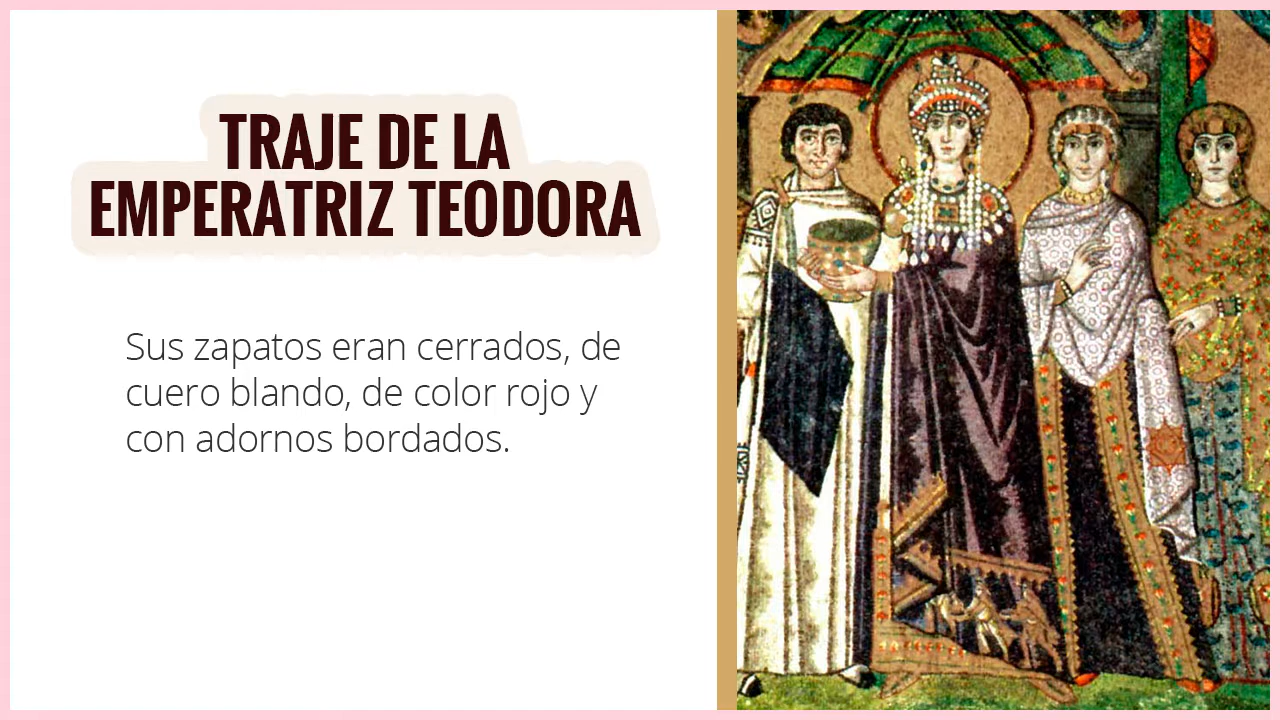 TRAJE DE LA
EMPERATRIZ TEODORA
Sus zapatos eran cerrados, de
cuero blando, de color rojo y
con adornos bordados.